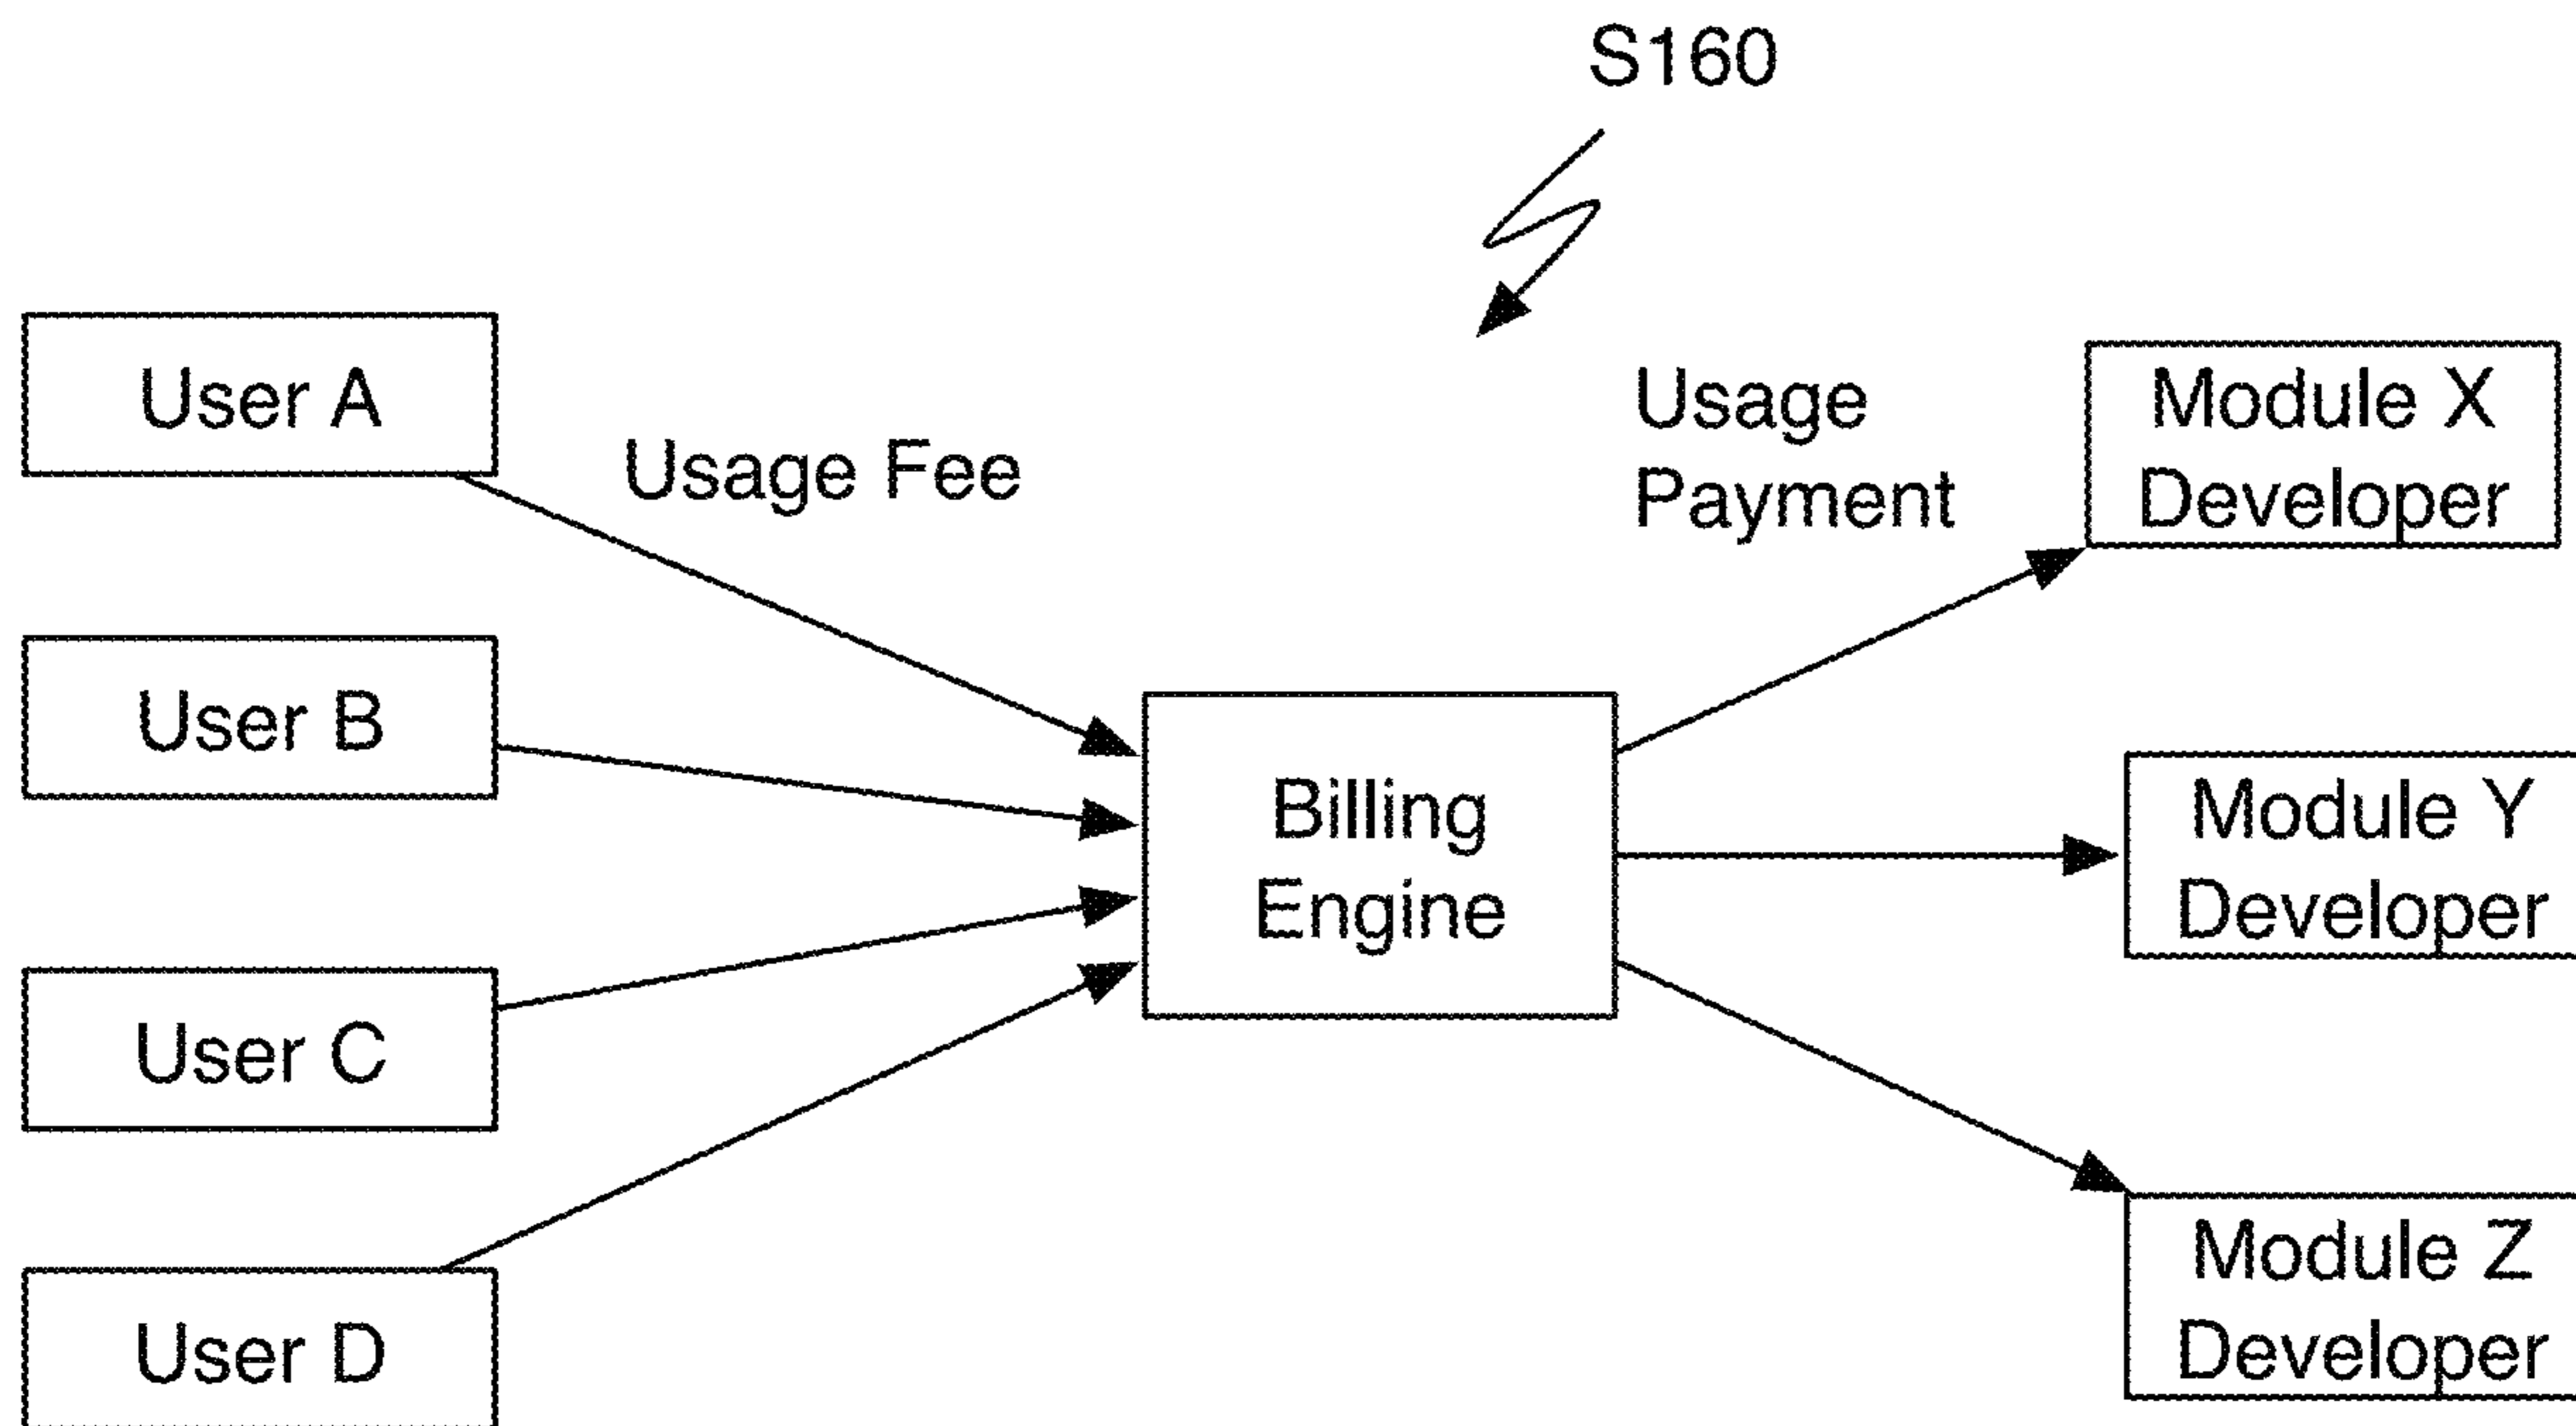 S160
User A
Usage Fee
Usage
Payment
Module X
Developer
User B
Billing
Engine
Module Y
Developer
User C
User D
Module Z
Developer